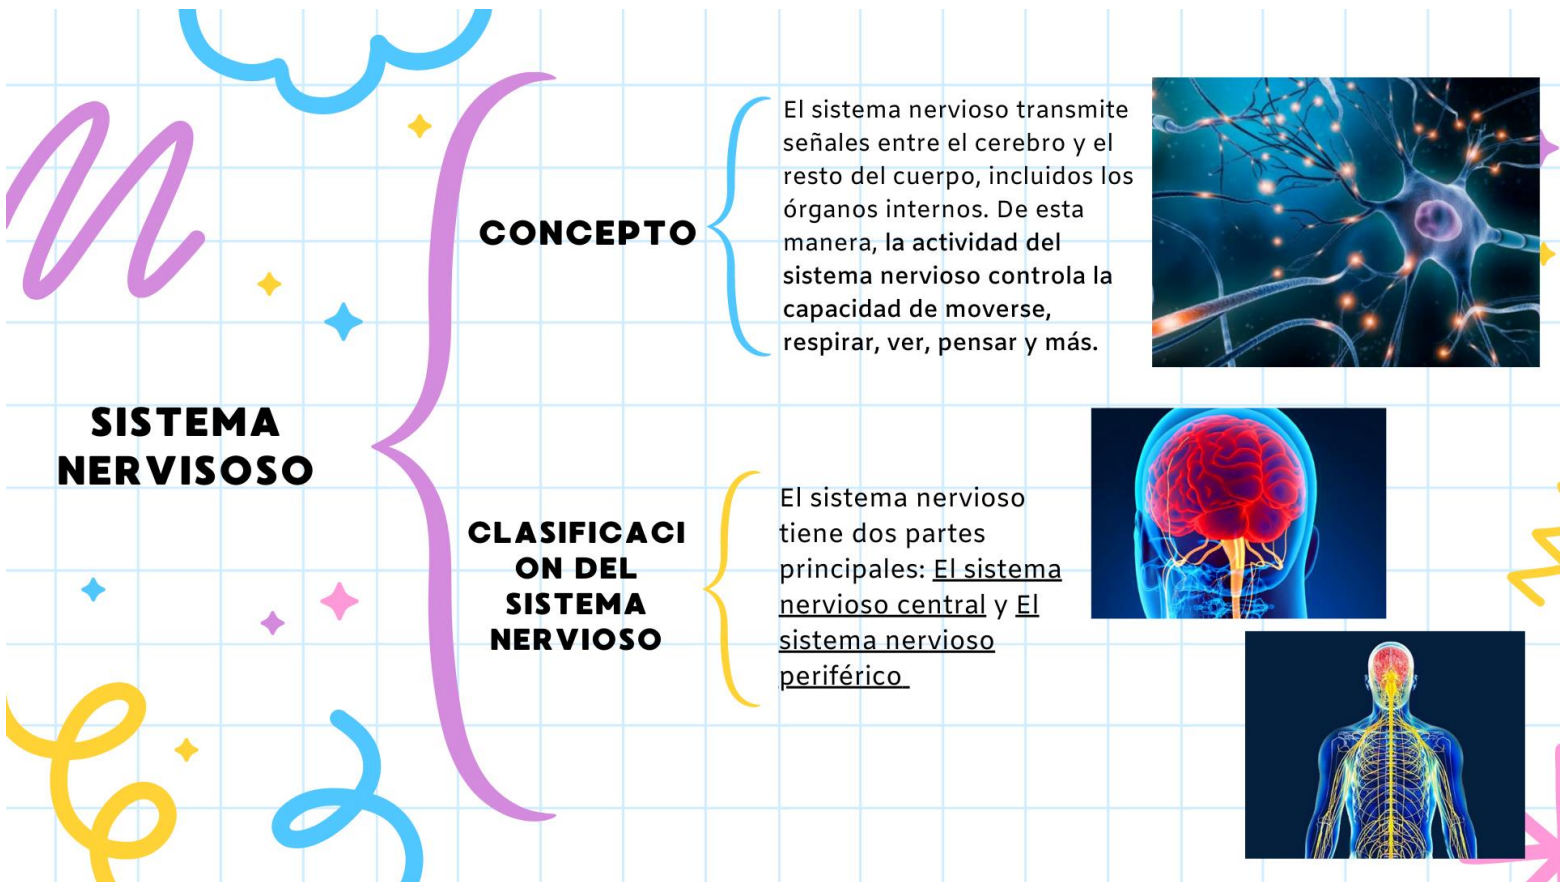 SISTEMA
NERVISOSO
CONCEPTO
El sistema nervioso transmite
señales entre el cerebro y el
resto del cuerpo, incluidos los
órganos internos. De esta
manera, la actividad del
sistema nervioso controla la
capacidad de moverse,
respirar, ver, pensar y más.
CLASIFICACI
ON DEL
SISTEMA
NERVIOSO
El sistema nervioso
tiene dos partes
principales: El sistema
nervioso central y El
sistema nervioso
periférico